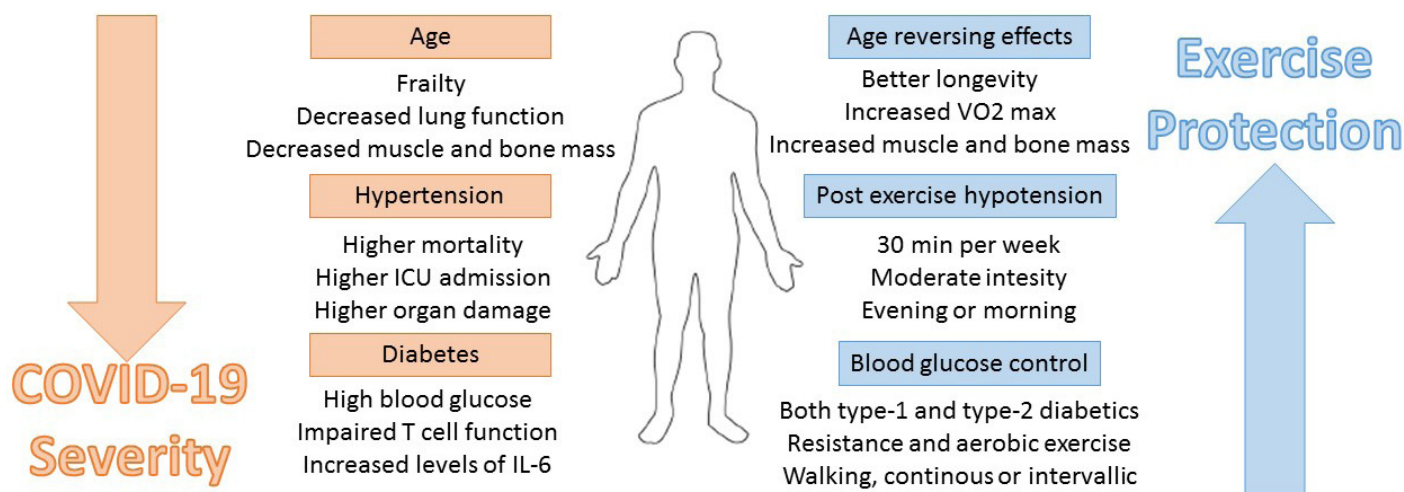 Age
Frailty
Decreased lung function
Decreased muscle and bone mass
Hypertension
Higher mortality
Higher ICU admission
Higher organ damage
Diabetes
High blood glucose
Impaired T cell function
Increased levels of IL-6
COVID-19
Severity
Age reversing effects
Better longevity
Increased VO2 max
Increased muscle and bone mass
Post exercise hypotension
30 min per week
Moderate intesity
Evening or morning
Blood glucose control
Both type-1 and type-2 diabetics
Resistance and aerobic exercise
Walking, continous or intervallic
Exercise
Protection